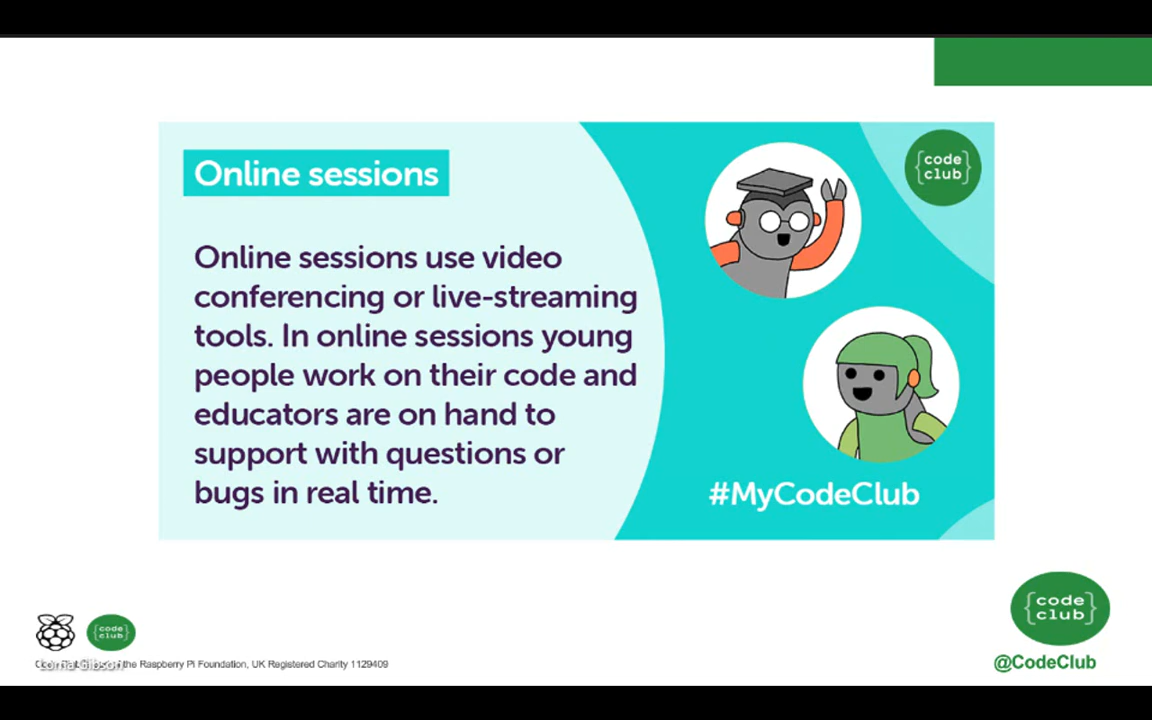 Online sessions
{code
club}
Online sessions use video
conferencing or live-streaming
tools. In online sessions young
people work on their code and
educators are on hand to
support with questions or
bugs in real time.
#MyCodeClub
{code
club}
{code
club}
the Raspberry Pi Foundation, UK Registered Charity 1129409
Lorna Gibson
@CodeClub